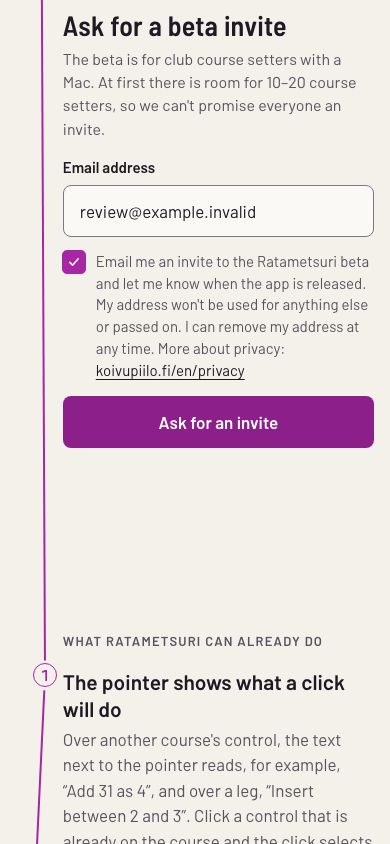 Ask for a beta invite
The beta is for club course setters with a
Mac. At first there is room for 10–20 course
setters, so we can't promise everyone an
invite.
Email address
review@example.invalid
Email me an invite to the Ratametsuri beta
and let me know when the app is released.
My address won't be used for anything else
or passed on. I can remove my address at
any time. More about privacy:
koivupiilo.fi/en/privacy
Ask for an invite
WHAT RATAMETSURI CAN ALREADY DO
1
The pointer shows what a click
will do
Over another course's control, the text
next to the pointer reads, for example,
“Add 31 as 4”, and over a leg, “Insert
between 2 and 3”. Click a control that is
already on the course and the click selects